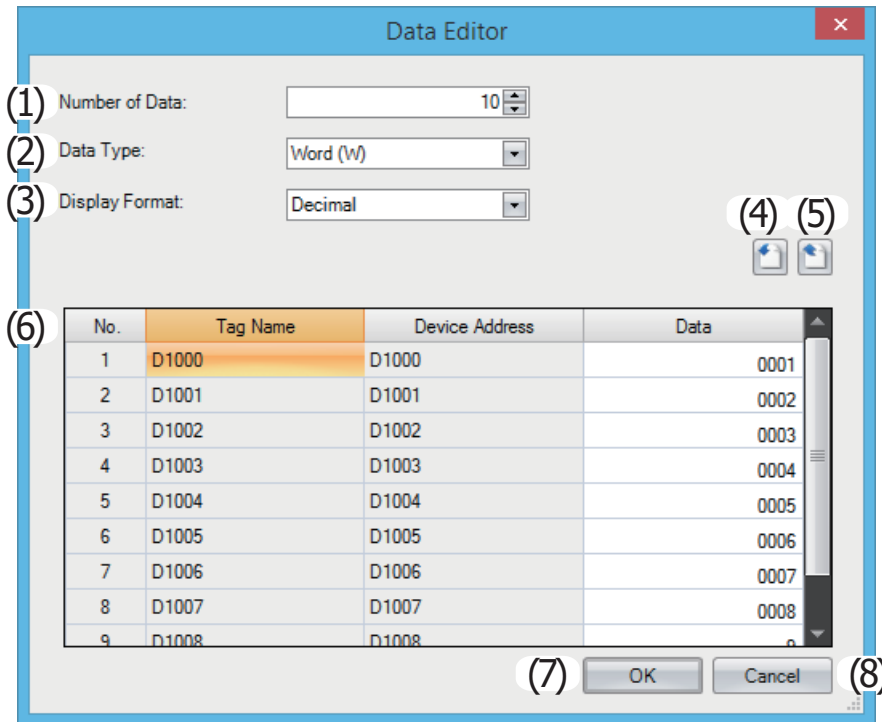 Data Editor
(1) Number of Data: 10
(2) Data Type: Word (W)
(3) Display Format: Decimal
(4) (5)
(6) No. Tag Name Device Address Data
1 D1000 D1000 0001
2 D1001 D1001 0002
3 D1002 D1002 0003
4 D1003 D1003 0004
5 D1004 D1004 0005
6 D1005 D1005 0006
7 D1006 D1006 0007
8 D1007 D1007 0008
9 D1008 D1008 9
(7) OK Cancel (8)